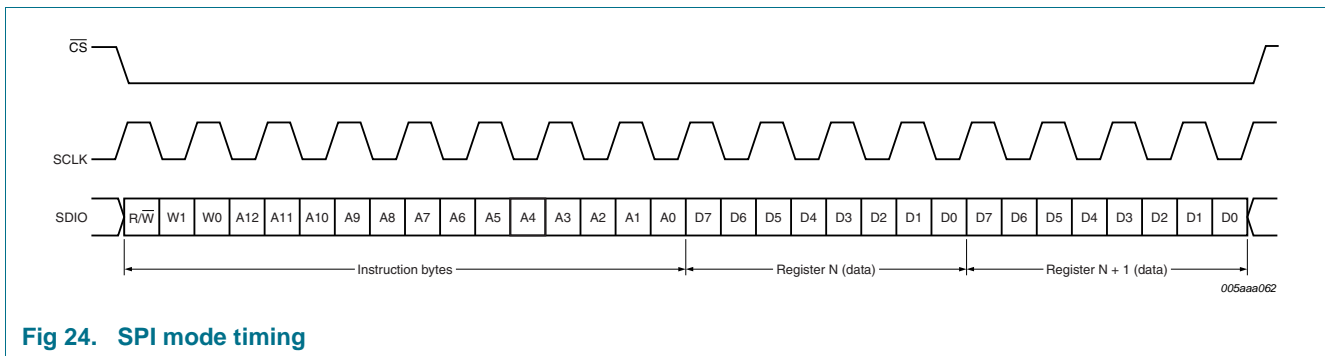 CS
SCLK
SDIO R/W W1 W0 A12 A11 A10 A9 A8 A7 A6 A5 A4 A3 A2 A1 A0 D7 D6 D5 D4 D3 D2 D1 D0 D7 D6 D5 D4 D3 D2 D1 D0
Instruction bytes Register N (data) Register N + 1 (data)
005aaa062
Fig 24. SPI mode timing